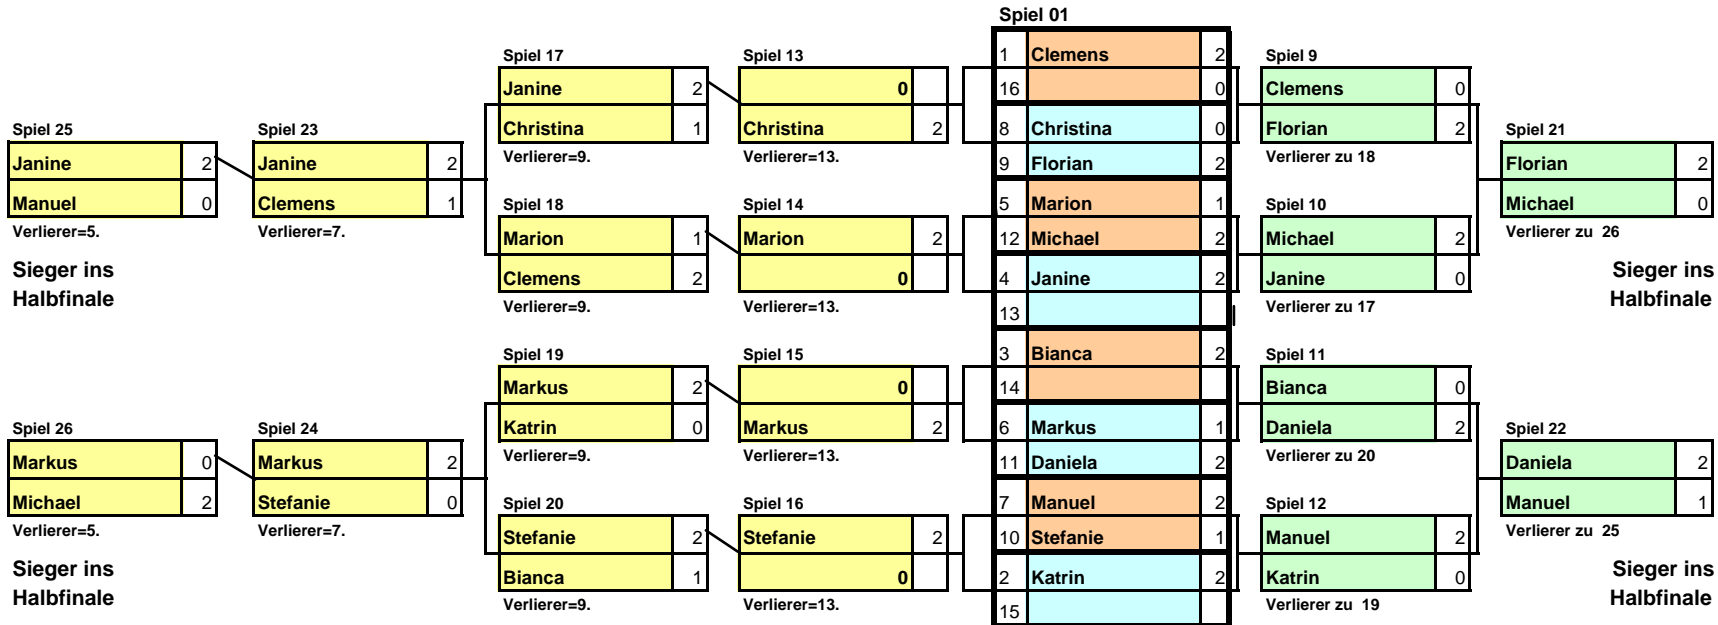 Spiel 01
1 Clemens 2
Spiel 17 Spiel 13 Spiel 9
Janine 2 0 16 0 Clemens 0
Spiel 25 Spiel 23 Christina 1 Christina 2 8 Christina 0 Florian 2 Spiel 21
Janine 2 Janine 2 Verlierer=9. Verlierer=13. 9 Florian 2 Verlierer zu 18 Florian 2
Manuel 0 Clemens 1 Spiel 18 Spiel 14 5 Marion 1 Spiel 10 Michael 0
Verlierer=5. Verlierer=7. Marion 1 Marion 2 12 Michael 2 Michael 2 Verlierer zu 26
Sieger ins Clemens 2 0 4 Janine 2 Janine 0 Sieger ins
Halbfinale Verlierer=9. Verlierer=13. 13 Verlierer zu 17 Halbfinale
Spiel 19 Spiel 15 3 Bianca 2 Spiel 11
Markus 2 0 14 Bianca 0
Spiel 26 Spiel 24 Katrin 0 Markus 2 6 Markus 1 Daniela 2 Spiel 22
Markus 0 Markus 2 Verlierer=9. Verlierer=13. 11 Daniela 2 Verlierer zu 20 Daniela 2
Michael 2 Stefanie 0 Spiel 20 Spiel 16 7 Manuel 2 Spiel 12 Manuel 1
Verlierer=5. Verlierer=7. Stefanie 2 Stefanie 2 10 Stefanie 1 Manuel 2 Verlierer zu 25
Sieger ins Bianca 1 0 2 Katrin 2 Katrin 0 Sieger ins
Halbfinale Verlierer=9. Verlierer=13. 15 Verlierer zu 19 Halbfinale